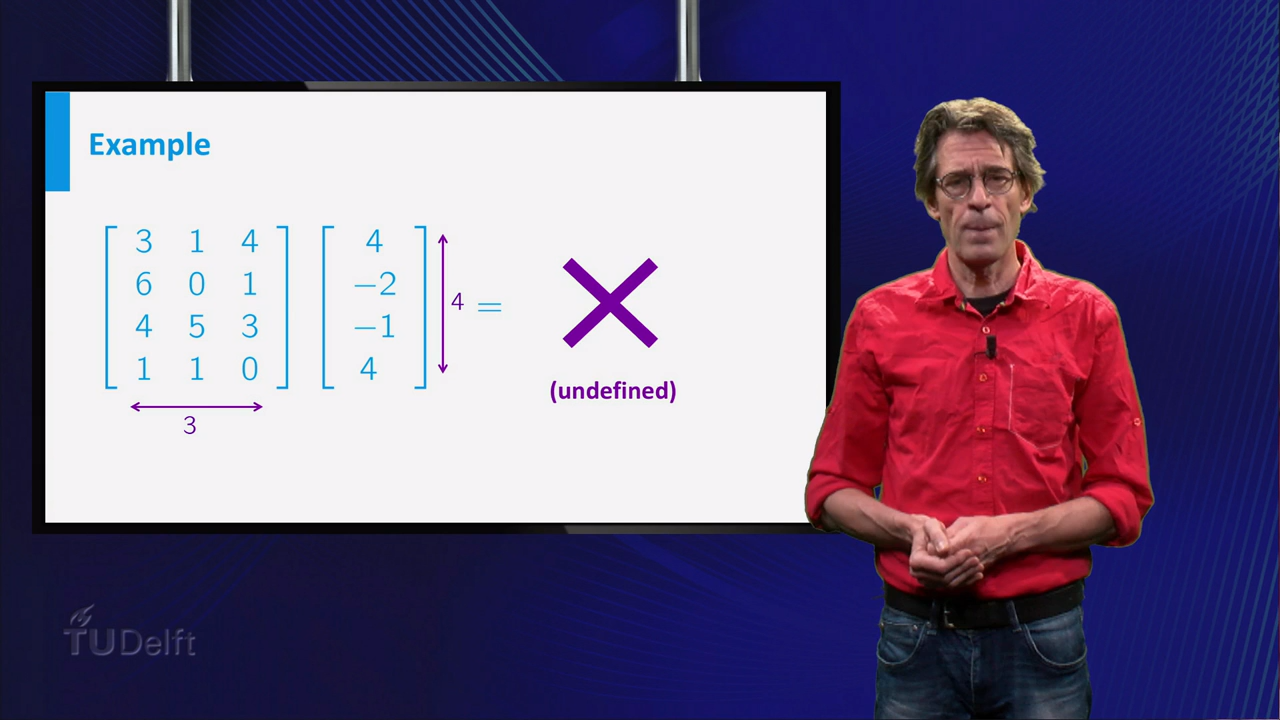 Example
3 1 4 4
6 0 1 −2
4 5 3 −1
1 1 0 4
4 =
3
(undefined)
TUDelft